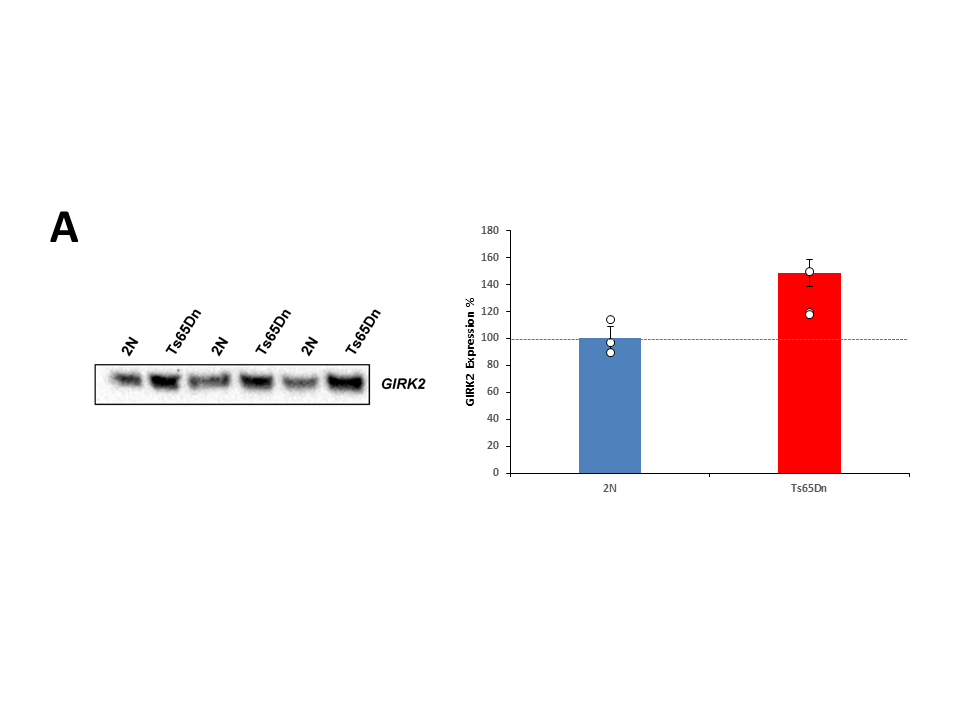 A
2N
Ts65Dn
2N
Ts65Dn
2N
Ts65Dn
GIRK2
GIRK2 Expression %
180
160
140
120
100
80
60
40
20
0
2N
Ts65Dn